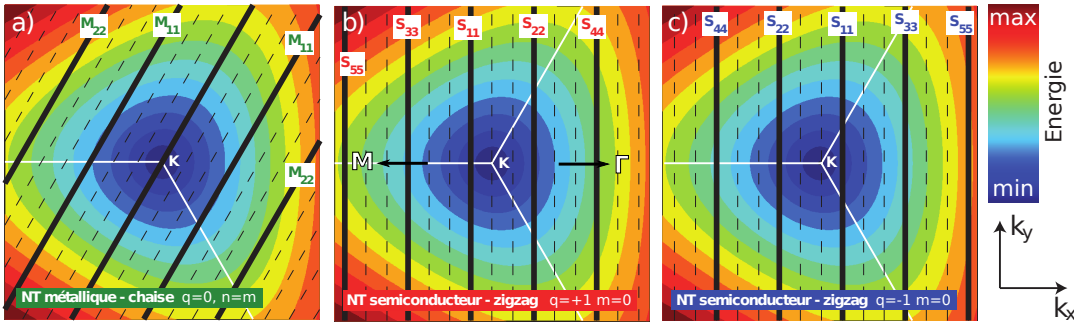 a)
M22
M11
M11
K
M22
NT métallique - chaise q=0, n=m
b)
S33
S11
S22
S44
S55
M
K
Γ
NT semiconducteur - zigzag q=+1 m=0
c)
S44
S22
S11
S33
S55
K
NT semiconducteur - zigzag q=-1 m=0
max
Energie
min
ky
kx